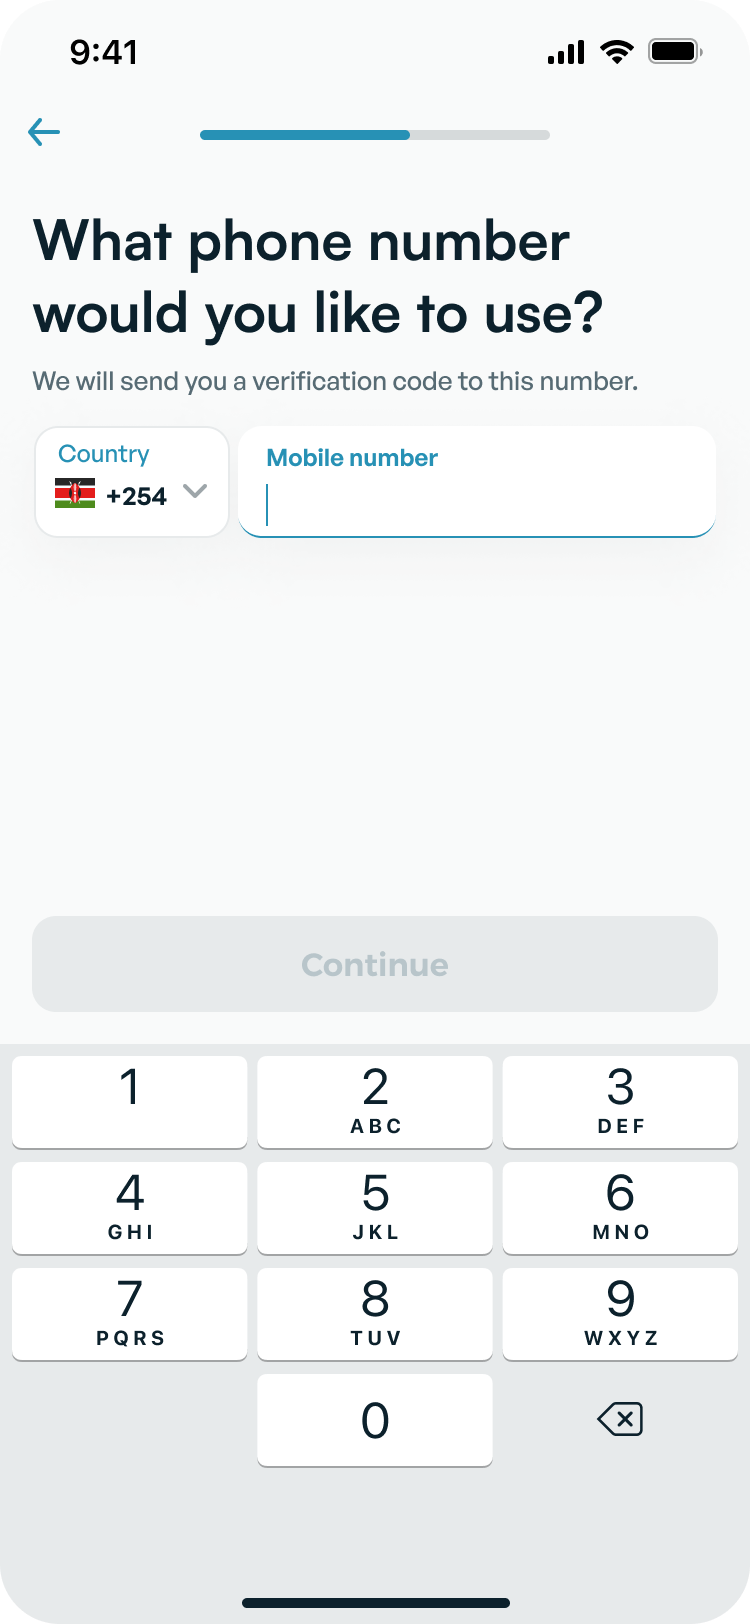 9:41
What phone number
would you like to use?
We will send you a verification code to this number.
Country
+254
Mobile number
Continue
1
2
ABC
3
DEF
4
GHI
5
JKL
6
MNO
7
PQRS
8
TUV
9
WXYZ
0